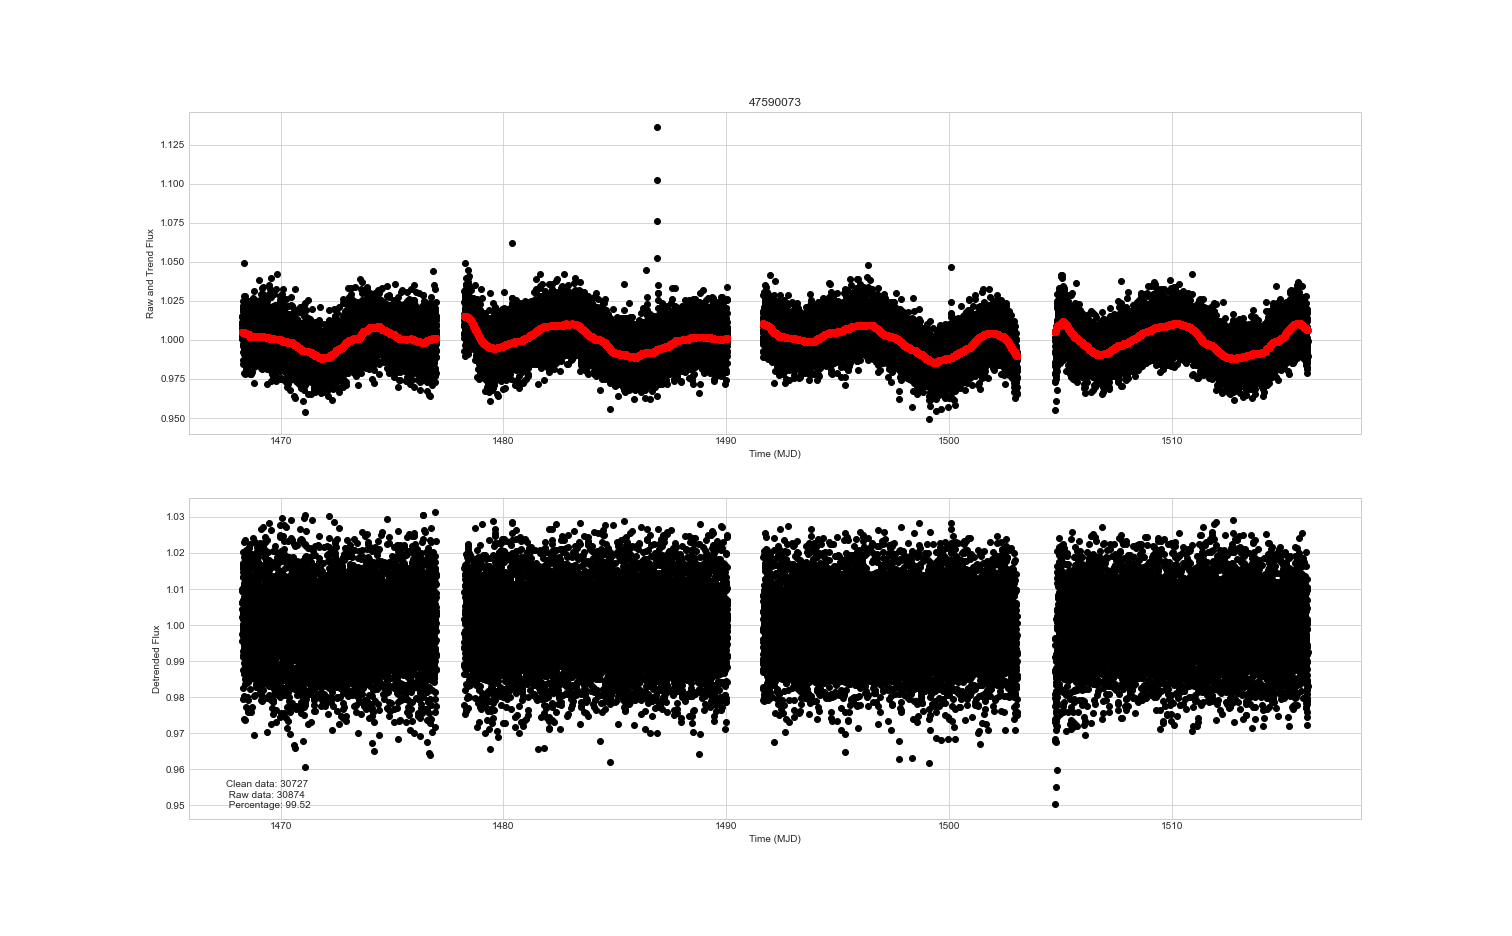 47590073
Raw and Trend Flux
1.125
1.100
1.075
1.050
1.025
1.000
0.975
0.950
1470 1480 1490 1500 1510
Time (MJD)
Detrended Flux
1.03
1.02
1.01
1.00
0.99
0.98
0.97
0.96
0.95
Clean data: 30727
Raw data: 30874
Percentage: 99.52
1470 1480 1490 1500 1510
Time (MJD)